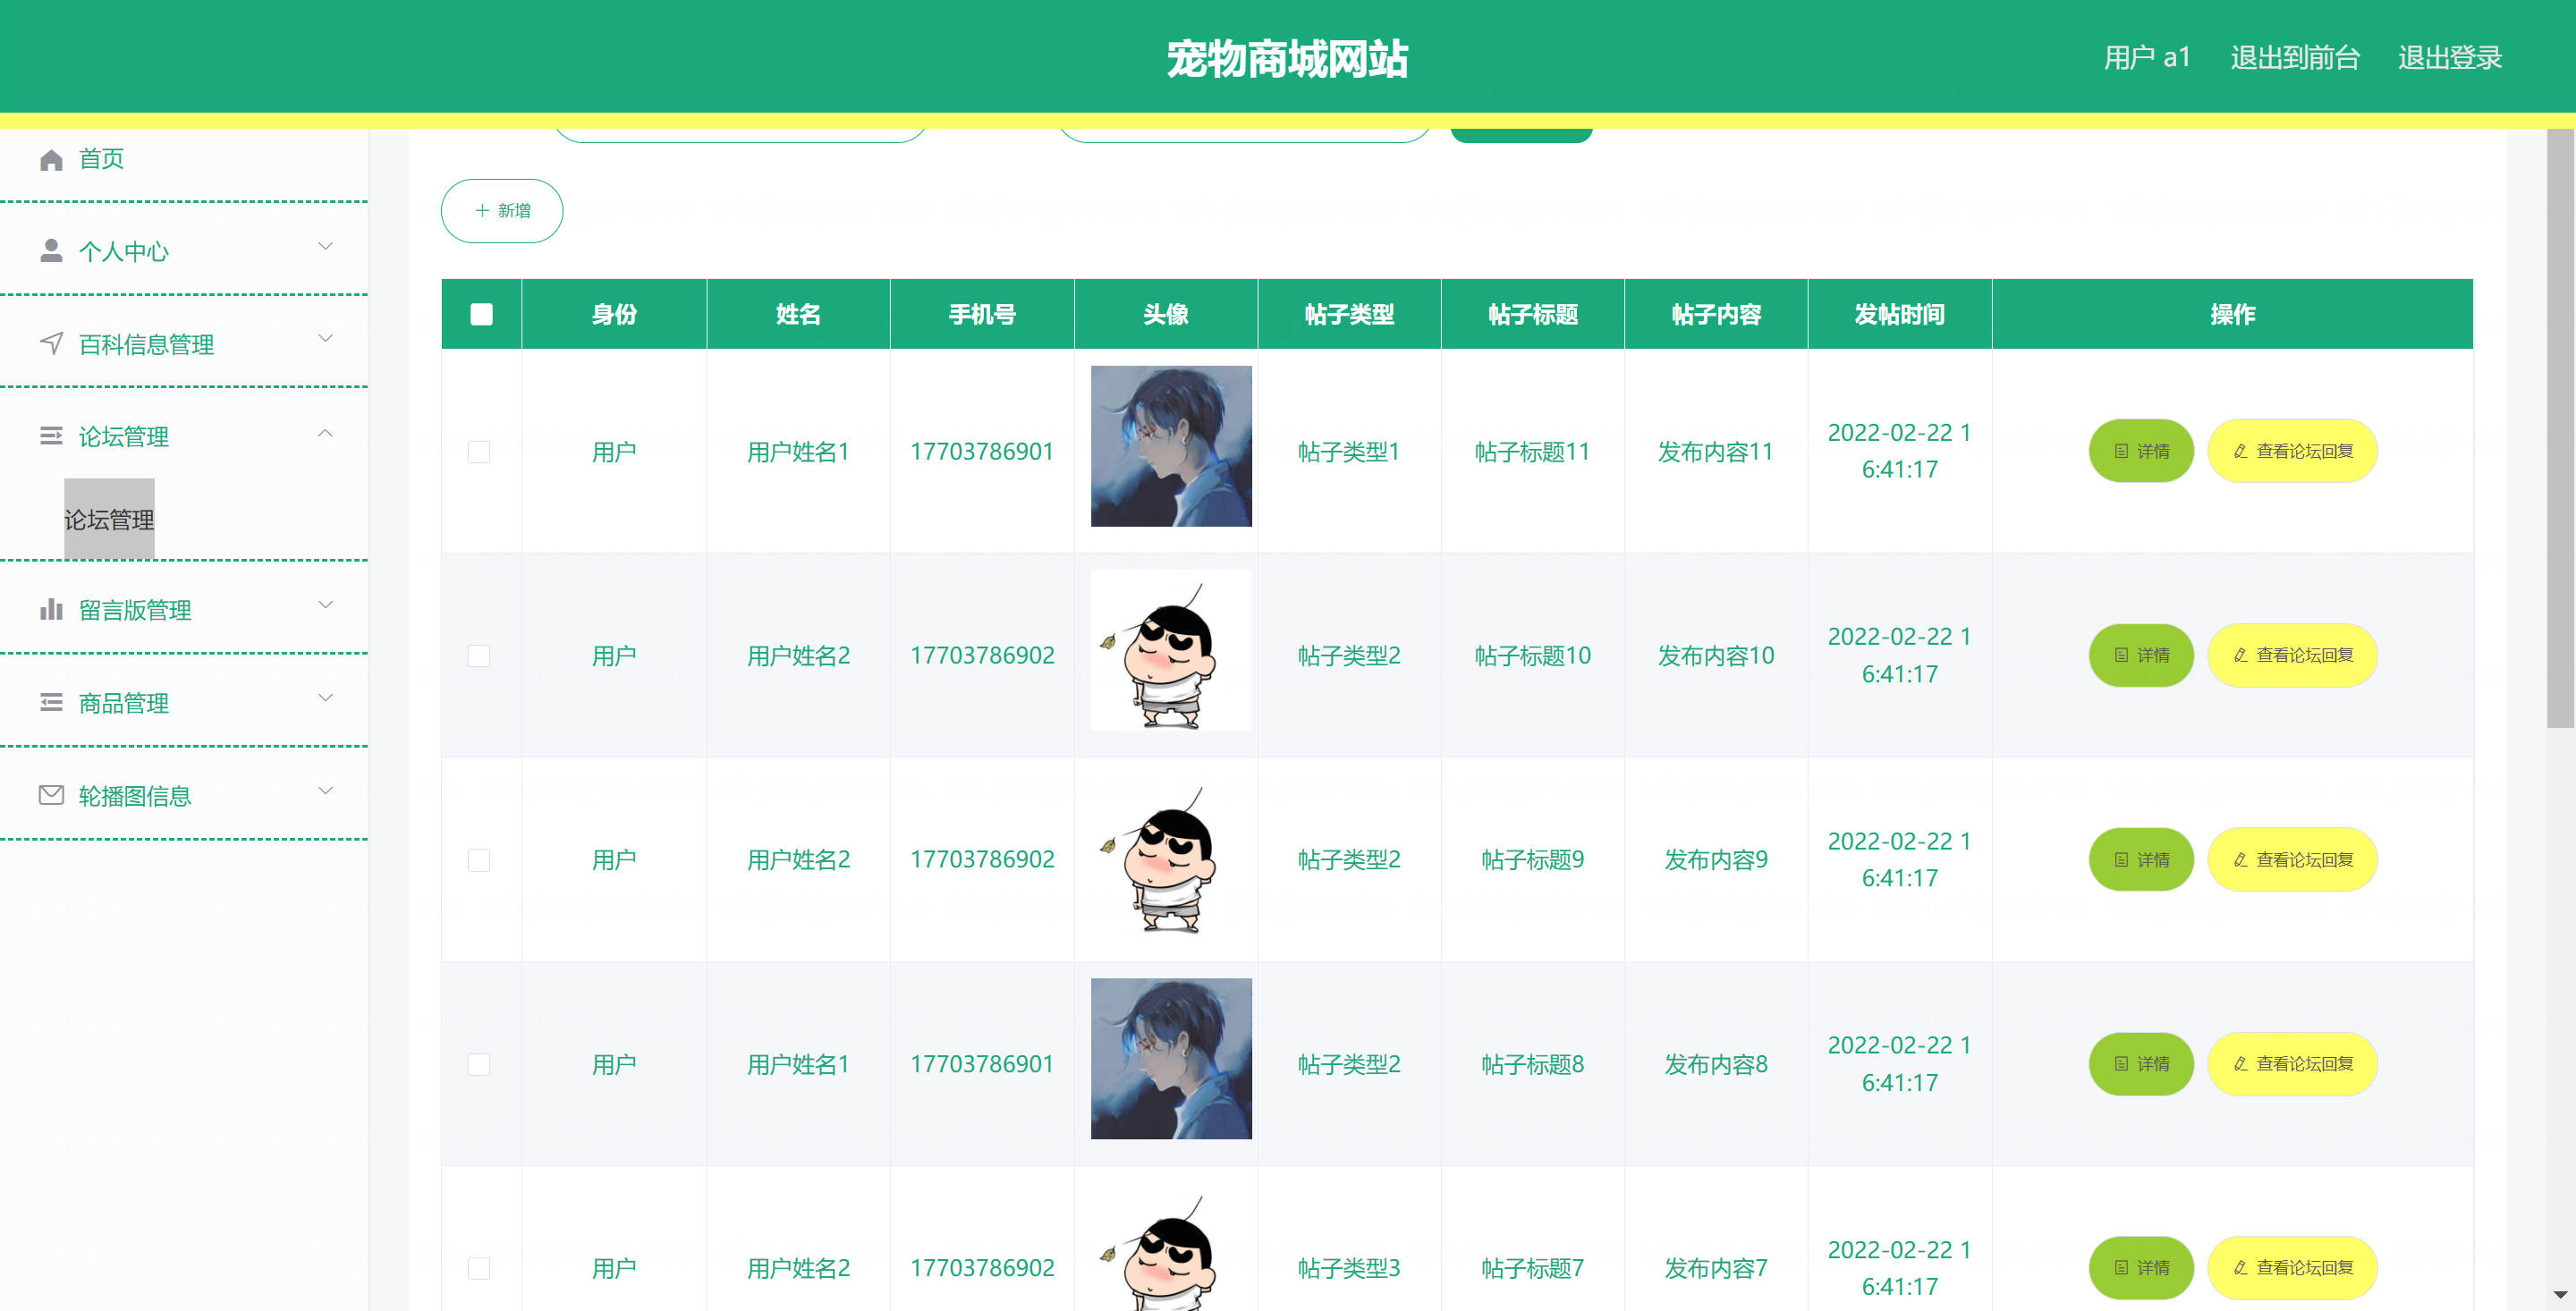 宠物商城网站
用户 a1 退出到前台 退出登录
首页
个人中心
百科信息管理
论坛管理
论坛管理
留言版管理
商品管理
轮播图信息
新增
身份 姓名 手机号 头像 帖子类型 帖子标题 帖子内容 发帖时间 操作
用户 用户姓名1 17703786901 帖子类型1 帖子标题11 发布内容11 2022-02-22 1
6:41:17 详情 查看论坛回复
用户 用户姓名2 17703786902 帖子类型2 帖子标题10 发布内容10 2022-02-22 1
6:41:17 详情 查看论坛回复
用户 用户姓名2 17703786902 帖子类型2 帖子标题9 发布内容9 2022-02-22 1
6:41:17 详情 查看论坛回复
用户 用户姓名1 17703786901 帖子类型2 帖子标题8 发布内容8 2022-02-22 1
6:41:17 详情 查看论坛回复
用户 用户姓名2 17703786902 帖子类型3 帖子标题7 发布内容7 2022-02-22 1
6:41:17 详情 查看论坛回复